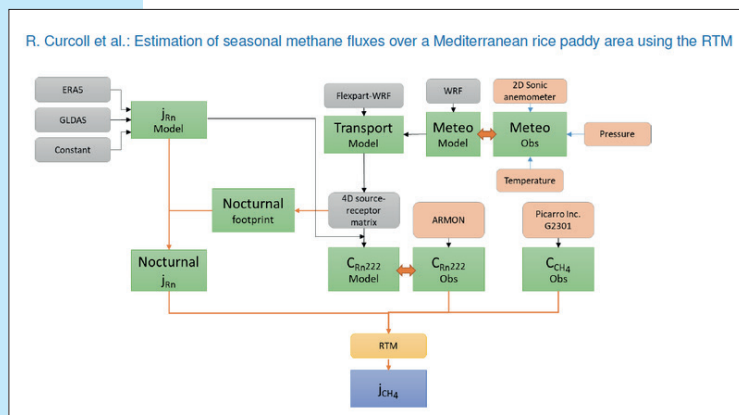 R. Curcoll et al.: Estimation of seasonal methane fluxes over a Mediterranean rice paddy area using the RTM
ERA5
GLDAS
Constant
jRn
Model
Flexpart-WRF
WRF
2D Sonic
anemometer
Transport
Model
Meteo
Model
Meteo
Obs
Pressure
Temperature
Nocturnal
footprint
4D source-
receptor
matrix
ARMON
Picarro Inc.
G2301
Nocturnal
jRn
CRn222
Model
CRn222
Obs
CCH4
Obs
RTM
jCH4